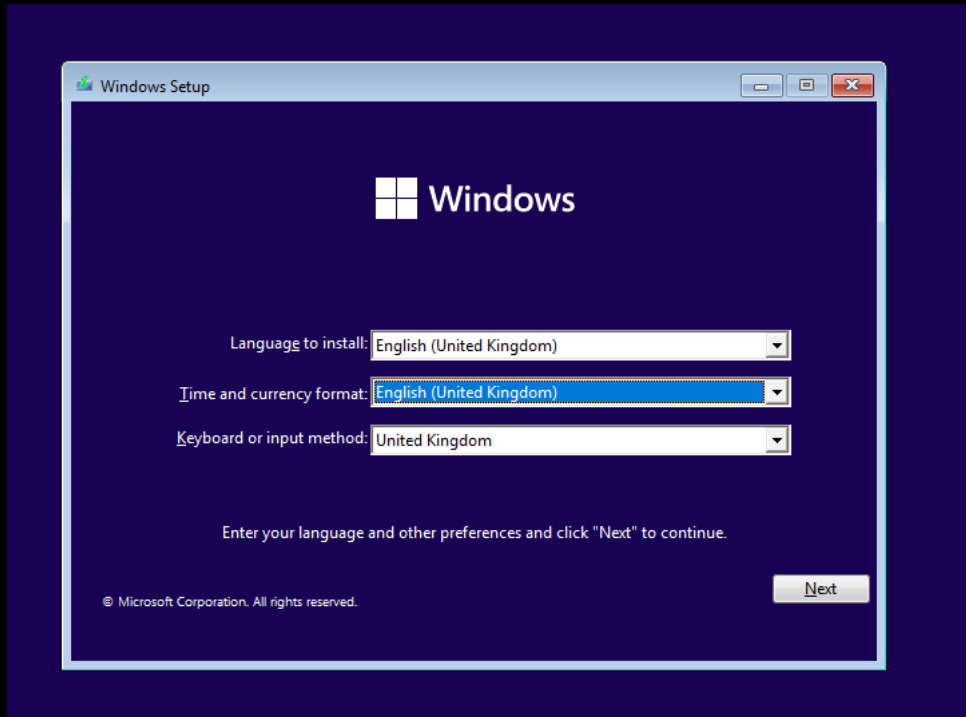 Windows Setup
Windows
Language to install: English (United Kingdom)
Time and currency format: English (United Kingdom)
Keyboard or input method: United Kingdom
Enter your language and other preferences and click "Next" to continue.
Next
© Microsoft Corporation. All rights reserved.